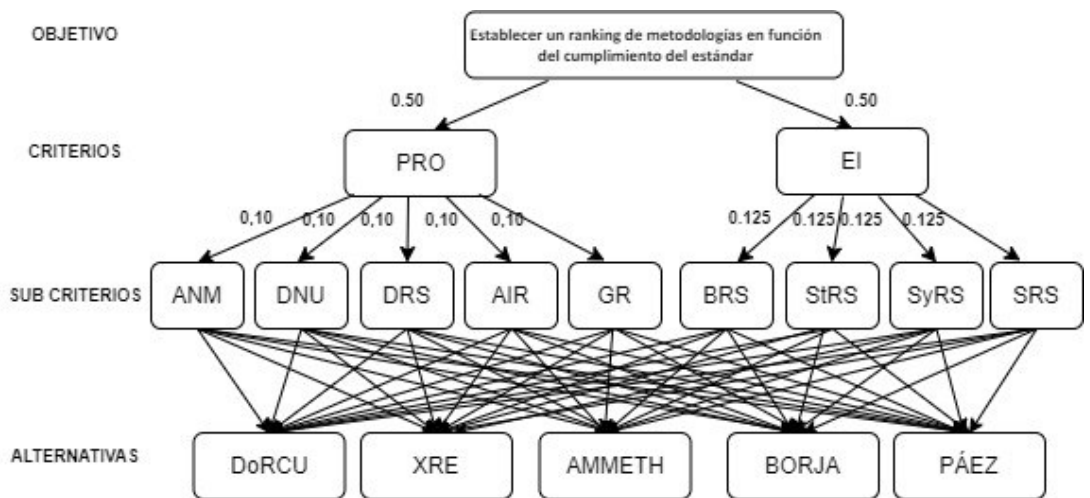 OBJETIVO
Establecer un ranking de metodologías en función
del cumplimiento del estándar
0.50
0.50
CRITERIOS
PRO
EI
0,10
0,10
0,10
0,10
0,10
0.125
0.125
0.125
0.125
SUB CRITERIOS
ANM
DNU
DRS
AIR
GR
BRS
StRS
SyRS
SRS
ALTERNATIVAS
DoRCU
XRE
AMMETH
BORJA
PÁEZ